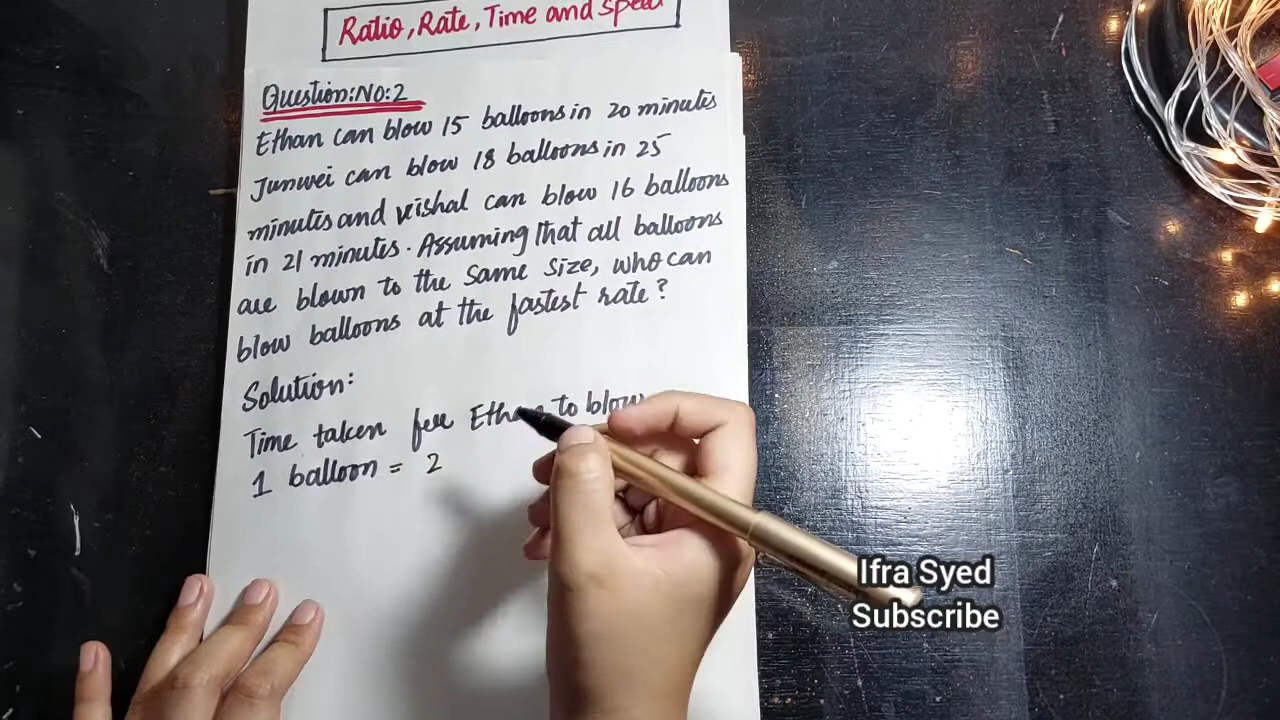 Ratio, Rate, Time and Speed
Question:No:2
Ethan can blow 15 balloons in 20 minutes
Junwei can blow 18 balloons in 25
minutes and vishal can blow 16 balloons
in 21 minutes. Assuming that all balloons
are blown to the same size, who can
blow balloons at the fastest rate?
Solution:
Time taken for Ethan to blow
1 balloon = 2
Ifra Syed
Subscribe